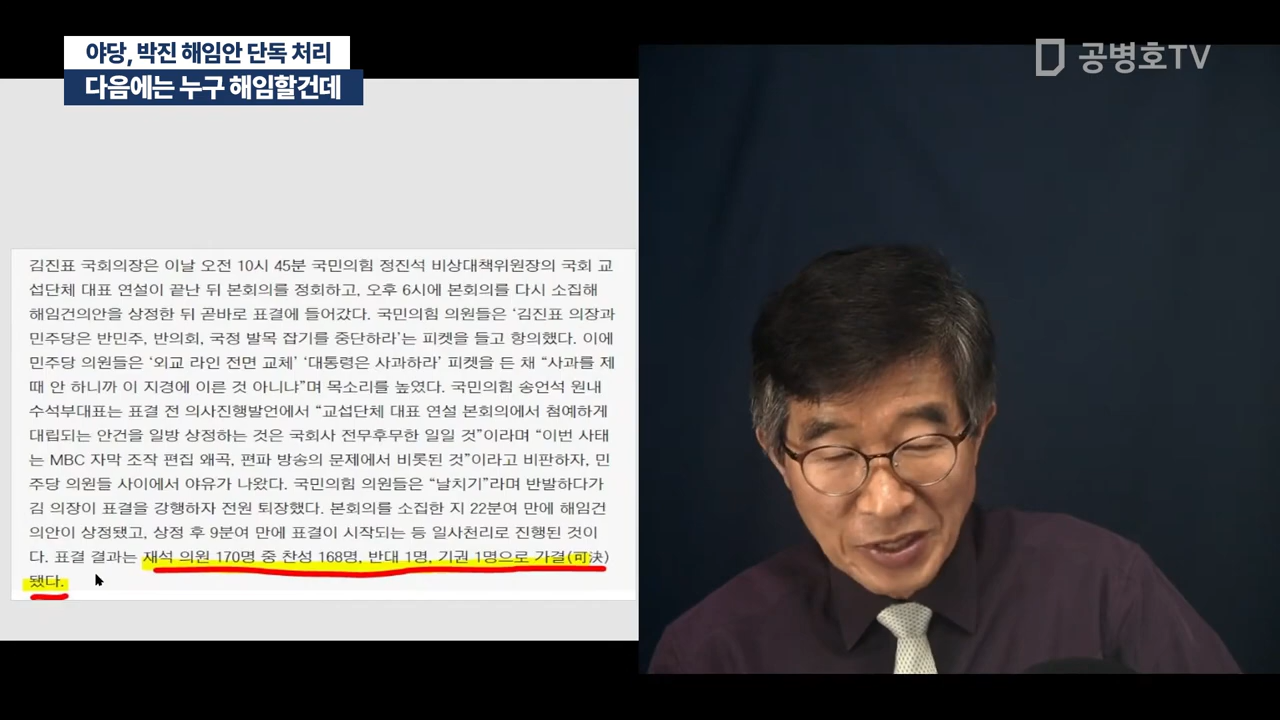 야당, 박진 해임안 단독 처리
다음에는 누구 해임할건데
공병호TV
김진표 국회의장은 이날 오전 10시 45분 국민의힘 정진석 비상대책위원장의 국회 교
섭단체 대표 연설이 끝난 뒤 본회의를 정회하고, 오후 6시에 본회의를 다시 소집해
해임건의안을 상정한 뒤 곧바로 표결에 들어갔다. 국민의힘 의원들은 ‘김진표 의장과
민주당은 반민주, 반의회, 국정 발목 잡기를 중단하라’는 피켓을 들고 항의했다. 이에
민주당 의원들은 ‘외교 라인 전면 교체’ ‘대통령은 사과하라’ 피켓을 든 채 “사과를 제
때 안 하니까 이 지경에 이른 것 아니냐”며 목소리를 높였다. 국민의힘 송언석 원내
수석부대표는 표결 전 의사진행발언에서 “교섭단체 대표 연설 본회의에서 첨예하게
대립되는 안건을 일방 상정하는 것은 국회사 전무후무한 일일 것”이라며 “이번 사태
는 MBC 자막 조작 편집 왜곡, 편파 방송의 문제에서 비롯된 것”이라고 비판하자, 민
주당 의원들 사이에서 야유가 나왔다. 국민의힘 의원들은 “날치기”라며 반발하다가
김 의장이 표결을 강행하자 전원 퇴장했다. 본회의를 소집한 지 22분여 만에 해임건
의안이 상정됐고, 상정 후 9분여 만에 표결이 시작되는 등 일사천리로 진행된 것이
다. 표결 결과는 재석 의원 170명 중 찬성 168명, 반대 1명, 기권 1명으로 가결(可決)
됐다.